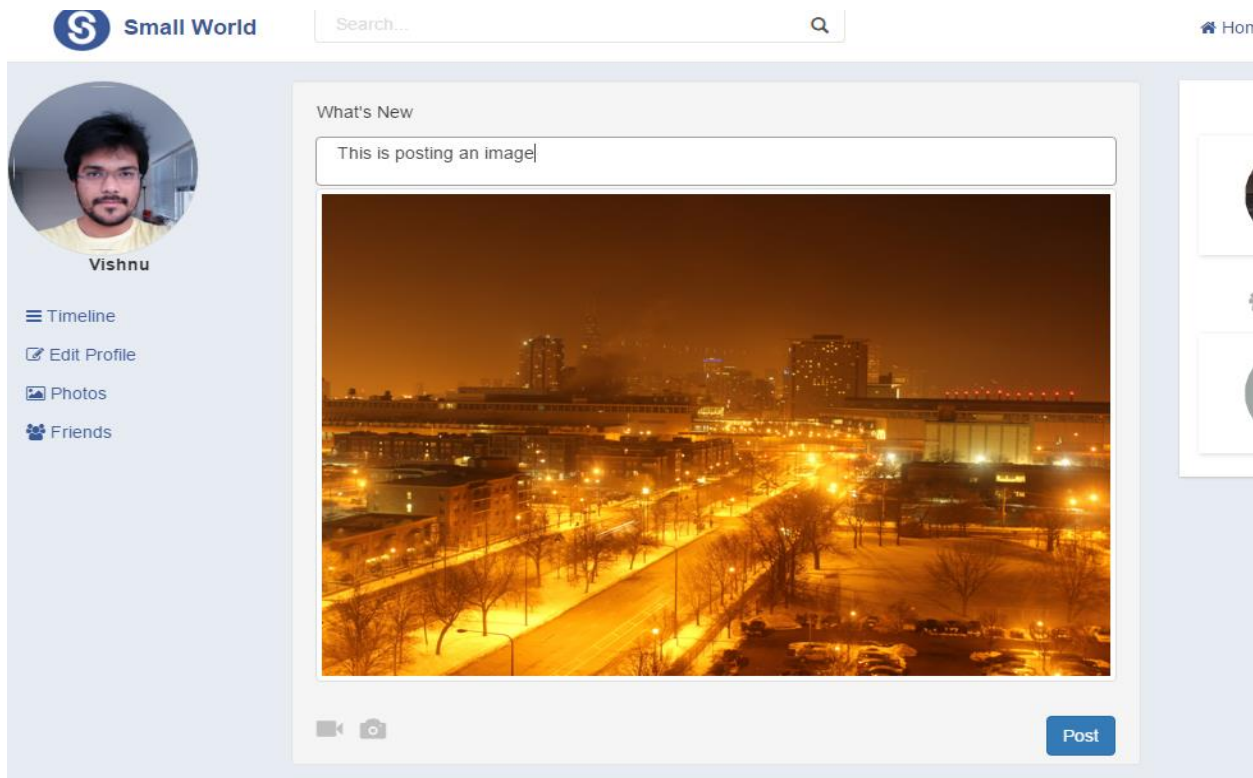 S Small World
Search...
Hom
What's New
This is posting an image
Vishnu
Timeline
Edit Profile
Photos
Friends
Post